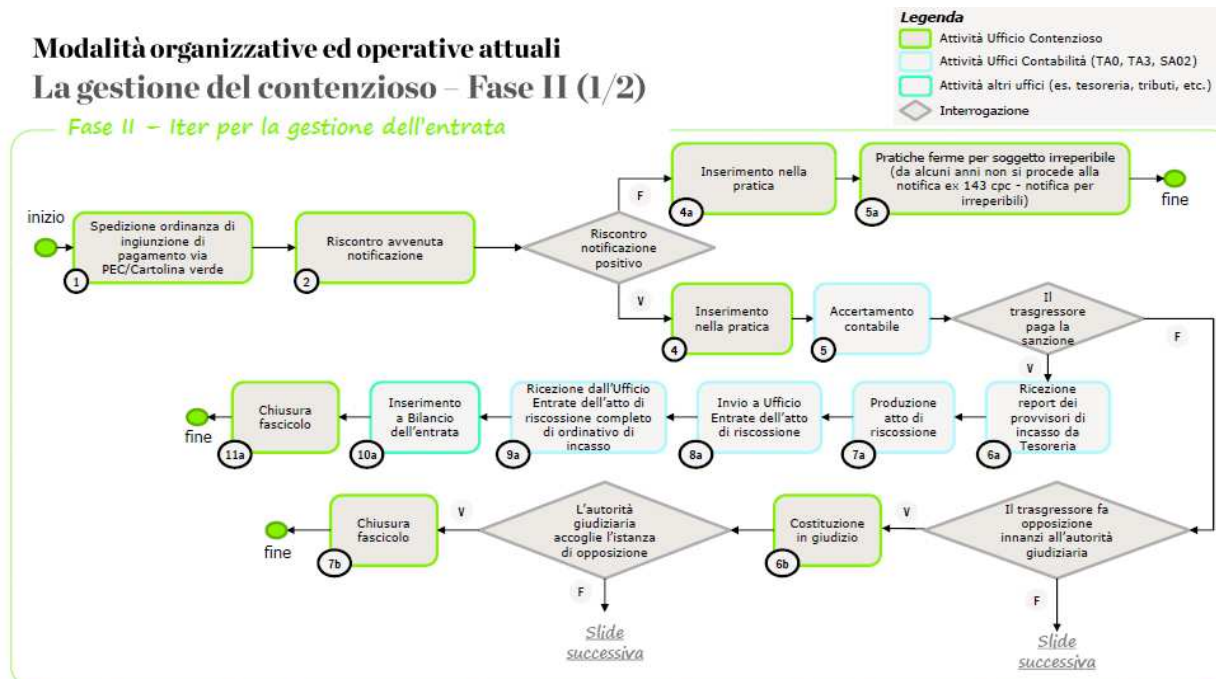 Legenda
Attività Ufficio Contenzioso
Attività Uffici Contabilità (TA0, TA3, SA02)
Attività altri uffici (es. tesoreria, tributi, etc.)
Interrogazione
Modalità organizzative ed operative attuali
La gestione del contenzioso – Fase II (1/2)
Fase II – Iter per la gestione dell'entrata
inizio
Spedizione ordinanza di
ingiunzione di
pagamento via
PEC/Cartolina verde
1
Riscontro avvenuta
notificazione
2
Riscontro
notificazione
positivo
F
Inserimento nella
pratica
4a
Pratiche ferme per soggetto irreperibile
(da alcuni anni non si procede alla
notifica ex 143 cpc - notifica per
irreperibili)
5a
fine
V
Inserimento
nella pratica
4
Accertamento
contabile
5
Il
trasgressore
paga la
sanzione
F
V
Ricezione
report dei
provvisori di
incasso da
Tesoreria
6a
Produzione
atto di
riscossione
7a
Invio a Ufficio
Entrate dell'atto
di riscossione
8a
Ricezione dall'Ufficio
Entrate dell'atto di
riscossione completo
di ordinativo di
incasso
9a
Inserimento
a Bilancio
dell'entrata
10a
Chiusura
fascicolo
11a
fine
Il trasgressore fa
opposizione
innanzi all'autorità
giudiziaria
V
Costituzione
in giudizio
6b
L'autorità
giudiziaria
accoglie l'istanza
di opposizione
V
Chiusura
fascicolo
7b
fine
F
Slide
successiva
F
Slide
successiva